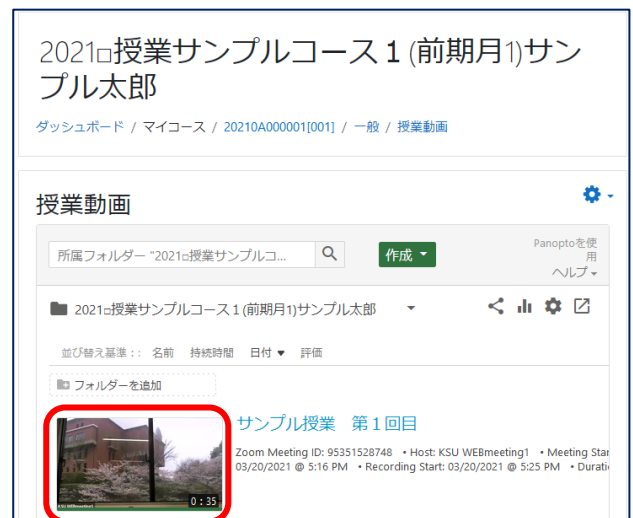 2021□授業サンプルコース１(前期月1)サン
プル太郎
ダッシュボード / マイコース / 20210A000001[001] / 一般 / 授業動画
授業動画
所属フォルダー "2021□授業サンプルコ...
作成
Panoptoを使
用
ヘルプ
2021□授業サンプルコース１(前期月1)サンプル太郎
並び替え基準：: 名前 持続時間 日付 ▼ 評価
フォルダーを追加
サンプル授業　第１回目
Zoom Meeting ID: 95351528748 • Host: KSU WEBmeeting1 • Meeting Star
03/20/2021 @ 5:16 PM • Recording Start: 03/20/2021 @ 5:25 PM • Durati
0:35
KSU WEBmeeting1